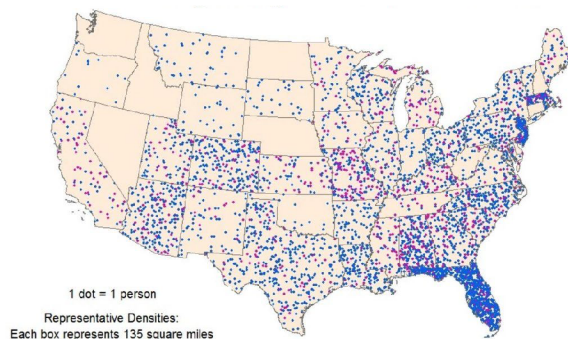 1 dot = 1 person
Representative Densities:
Each box represents 135 square miles